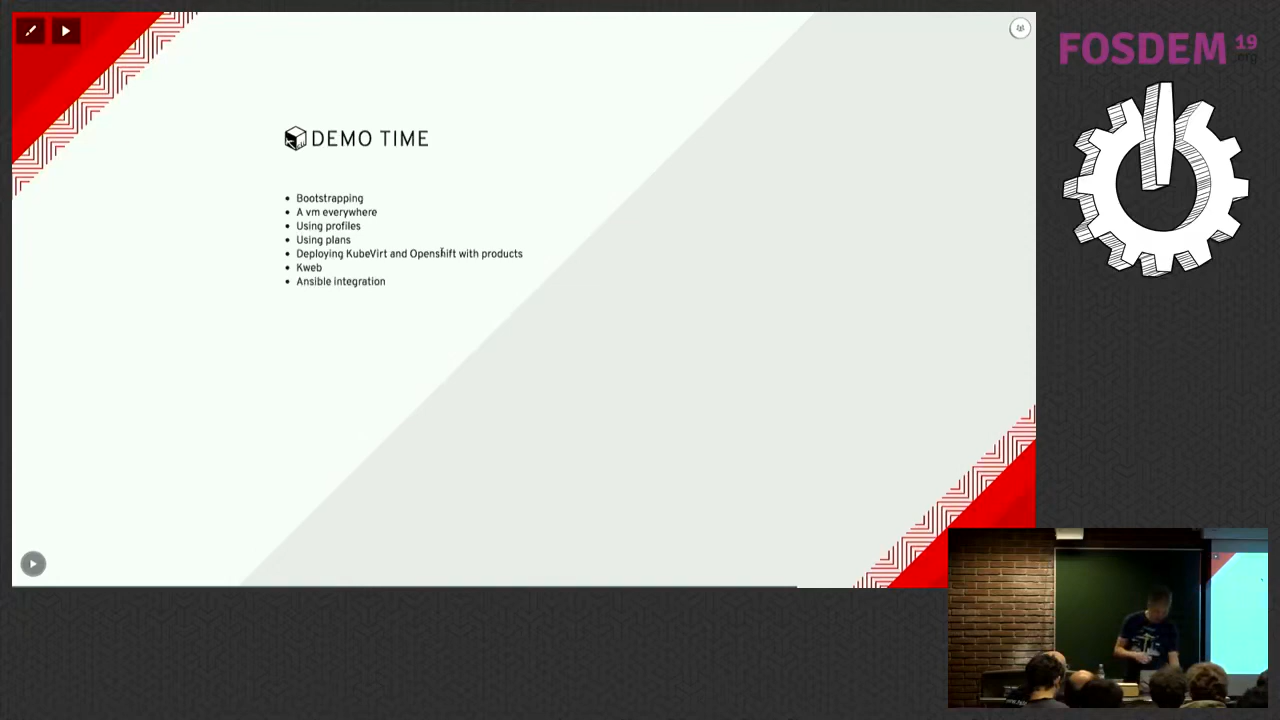 FOSDEM 19
.org
DEMO TIME
Bootstrapping
A vm everywhere
Using profiles
Using plans
Deploying KubeVirt and Openshift with products
Kweb
Ansible integration